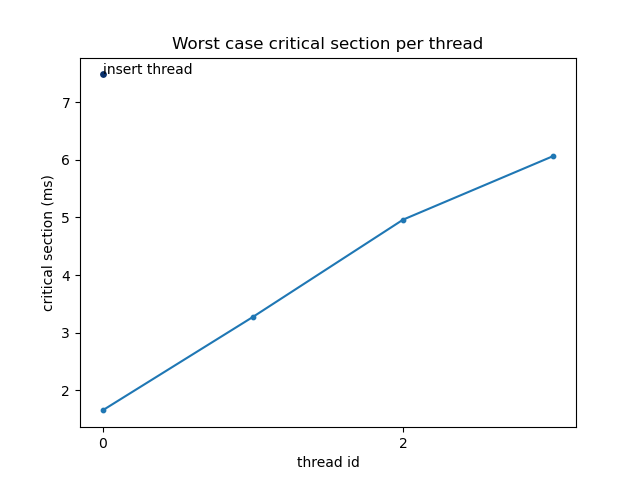 Worst case critical section per thread
insert thread
7
6
5
4
3
2
critical section (ms)
0 2
thread id